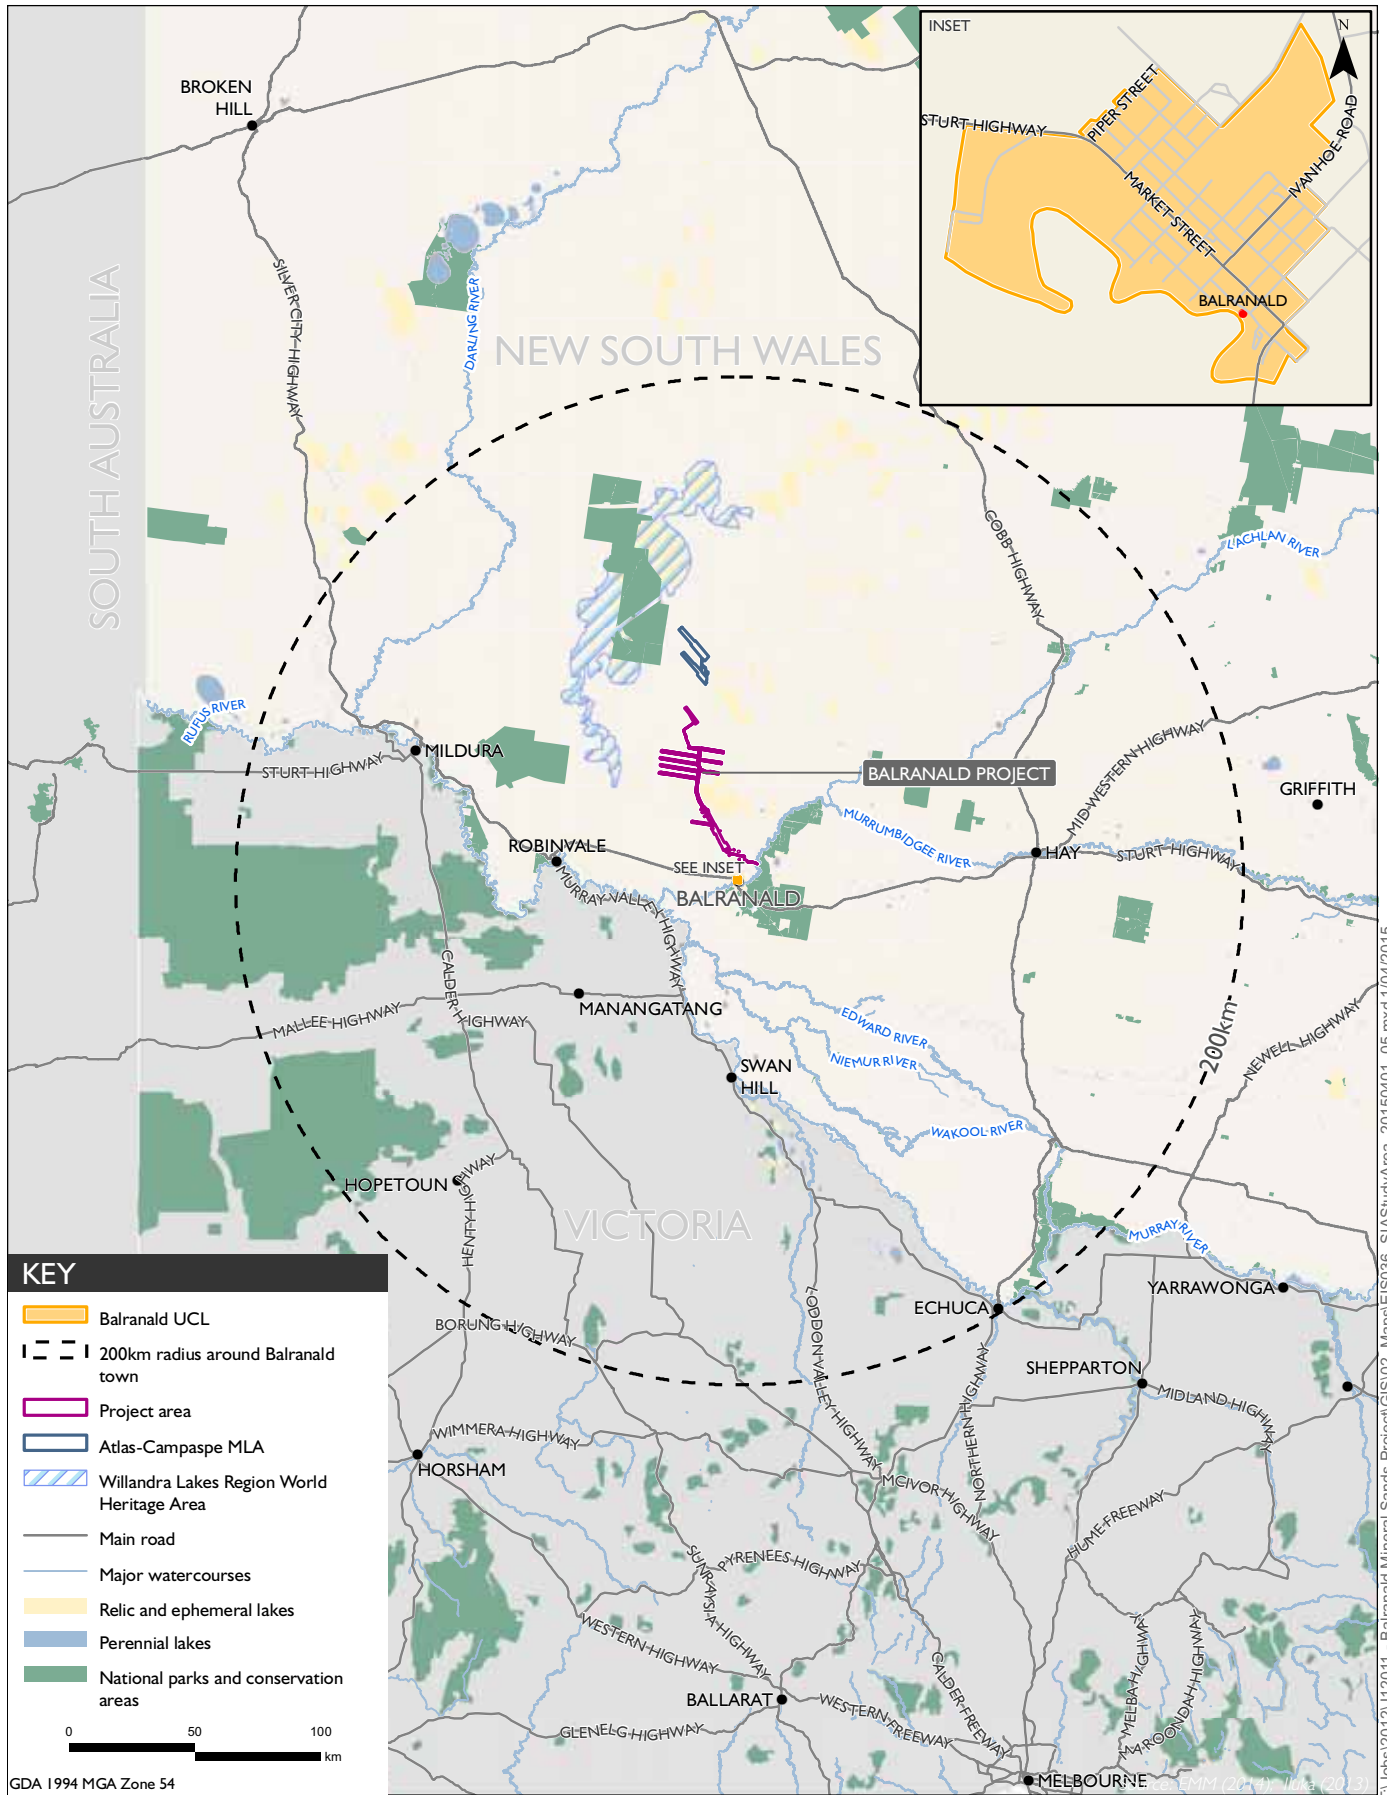 INSET
N
PIPER STREET
STURT HIGHWAY
IVANHOE ROAD
MARKET STREET
BALRANALD
BROKEN
HILL
SILVER CITY HIGHWAY
DARLING RIVER
NEW SOUTH WALES
SOUTH AUSTRALIA
COBB HIGHWAY
LACHLAN RIVER
RUFUS RIVER
MILDURA
STURT HIGHWAY
BALRANALD PROJECT
MID-WESTERN HIGHWAY
GRIFFITH
MURRUMBIDGEE RIVER
ROBINVALE
HAY
STURT HIGHWAY
SEE INSET
BALRANALD
MURRAY VALLEY HIGHWAY
CALDER HIGHWAY
MANANGATANG
MALLEE HIGHWAY
EDWARD RIVER
NIEMUR RIVER
200km
NEWELL HIGHWAY
SWAN
HILL
WAKOOL RIVER
HOPETOUN
HENTY HIGHWAY
VICTORIA
MURRAY RIVER
YARRAWONGA
ECHUCA
LODDON VALLEY HIGHWAY
BORUNG HIGHWAY
SHEPPARTON
MIDLAND HIGHWAY
NORTHERN HIGHWAY
WIMMERA HIGHWAY
HORSHAM
MCIVOR HIGHWAY
HUME FREEWAY
PYRENEES HIGHWAY
SUNRAYSIA HIGHWAY
WESTERN HIGHWAY
CALDER FREEWAY
MELBA HIGHWAY
MAROONDAH HIGHWAY
BALLARAT
WESTERN FREEWAY
GLENELG HIGHWAY
MELBOURNE
Source: EMM (2014); Iluka (2013)
KEY
Balranald UCL
200km radius around Balranald
town
Project area
Atlas-Campaspe MLA
Willandra Lakes Region World
Heritage Area
Main road
Major watercourses
Relic and ephemeral lakes
Perennial lakes
National parks and conservation
areas
0 50 100
km
GDA 1994 MGA Zone 54